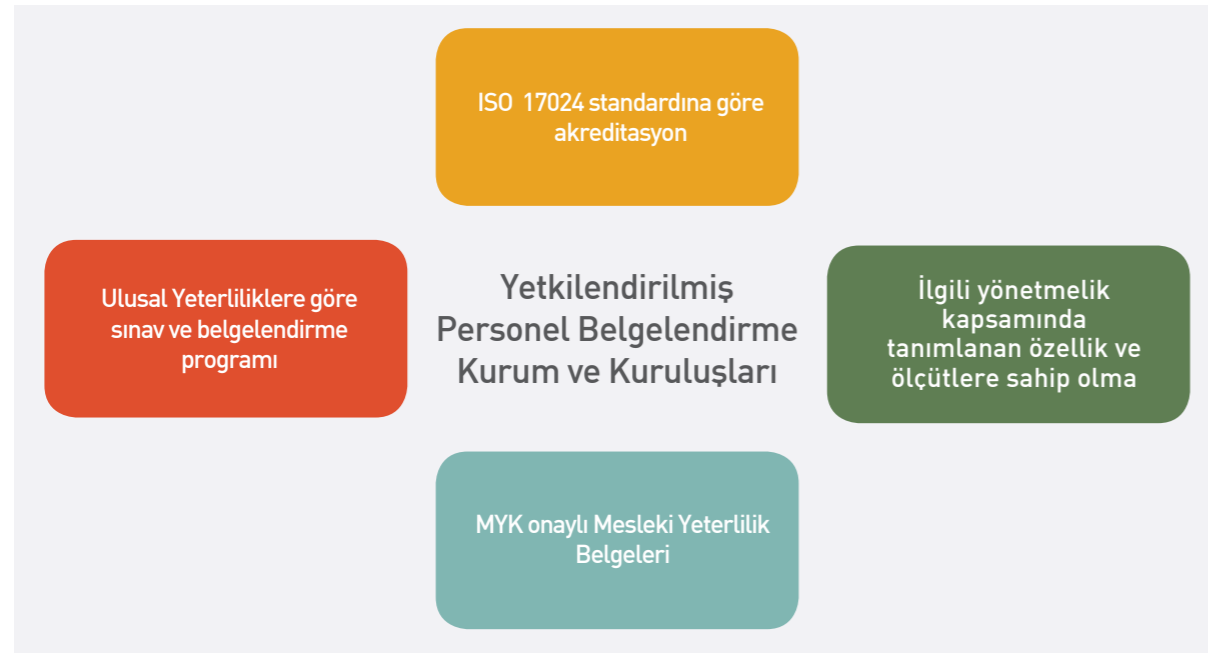 ISO 17024 standardına göre
akreditasyon
Ulusal Yeterliliklere göre
sınav ve belgelendirme
programı
Yetkilendirilmiş
Personel Belgelendirme
Kurum ve Kuruluşları
İlgili yönetmelik
kapsamında
tanımlanan özellik ve
ölçütlere sahip olma
MYK onaylı Mesleki Yeterlilik
Belgeleri